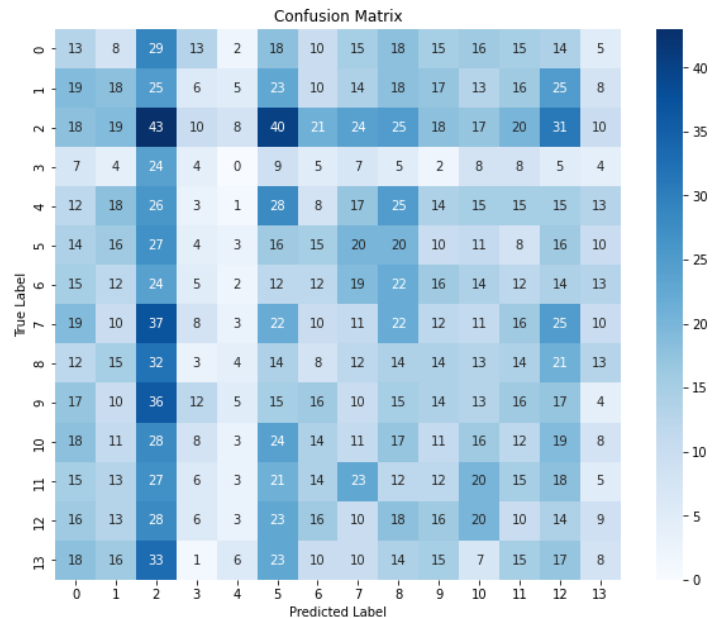 Confusion Matrix
0 13 8 29 13 2 18 10 15 18 15 16 15 14 5
1 19 18 25 6 5 23 10 14 18 17 13 16 25 8
2 18 19 43 10 8 40 21 24 25 18 17 20 31 10
3 7 4 24 4 0 9 5 7 5 2 8 8 5 4
4 12 18 26 3 1 28 8 17 25 14 15 15 15 13
5 14 16 27 4 3 16 15 20 20 10 11 8 16 10
6 15 12 24 5 2 12 12 19 22 16 14 12 14 13
7 19 10 37 8 3 22 10 11 22 12 11 16 25 10
8 12 15 32 3 4 14 8 12 14 14 13 14 21 13
9 17 10 36 12 5 15 16 10 15 14 13 16 17 4
10 18 11 28 8 3 24 14 11 17 11 16 12 19 8
11 15 13 27 6 3 21 14 23 12 12 20 15 18 5
12 16 13 28 6 3 23 16 10 18 16 20 10 14 9
13 18 16 33 1 6 23 10 10 14 15 7 15 17 8
0 1 2 3 4 5 6 7 8 9 10 11 12 13
Predicted Label
True Label
40
35
30
25
20
15
10
5
0